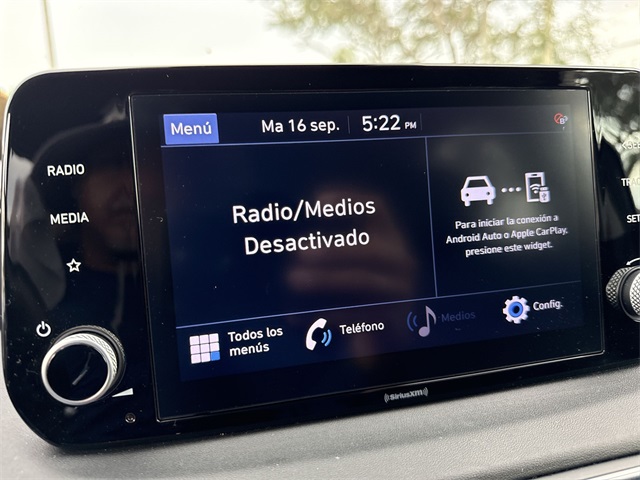 Menú
Ma 16 sep.
5:22 PM
RADIO
MEDIA
Radio/Medios
Desactivado
Para iniciar la conexión a
Android Auto o Apple CarPlay,
presione este widget.
Todos los
menús
Teléfono
Medios
Config.
SiriusXM